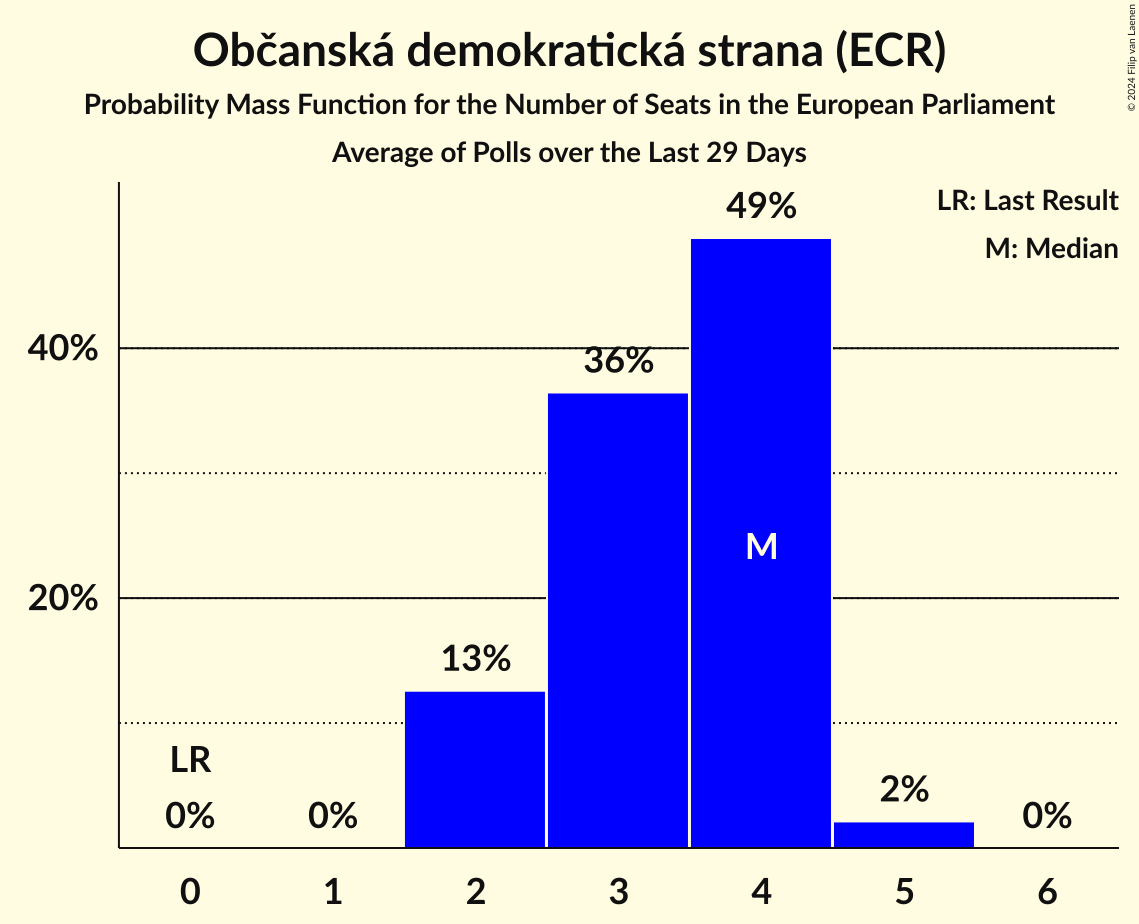 Občanská demokratická strana (ECR)
Probability Mass Function for the Number of Seats in the European Parliament
Average of Polls over the Last 29 Days
© 2024 Filip van Laenen
LR: Last Result
M: Median
49%
40%
36%
M
20%
13%
LR
0%
0%
2%
0%
0
1
2
3
4
5
6